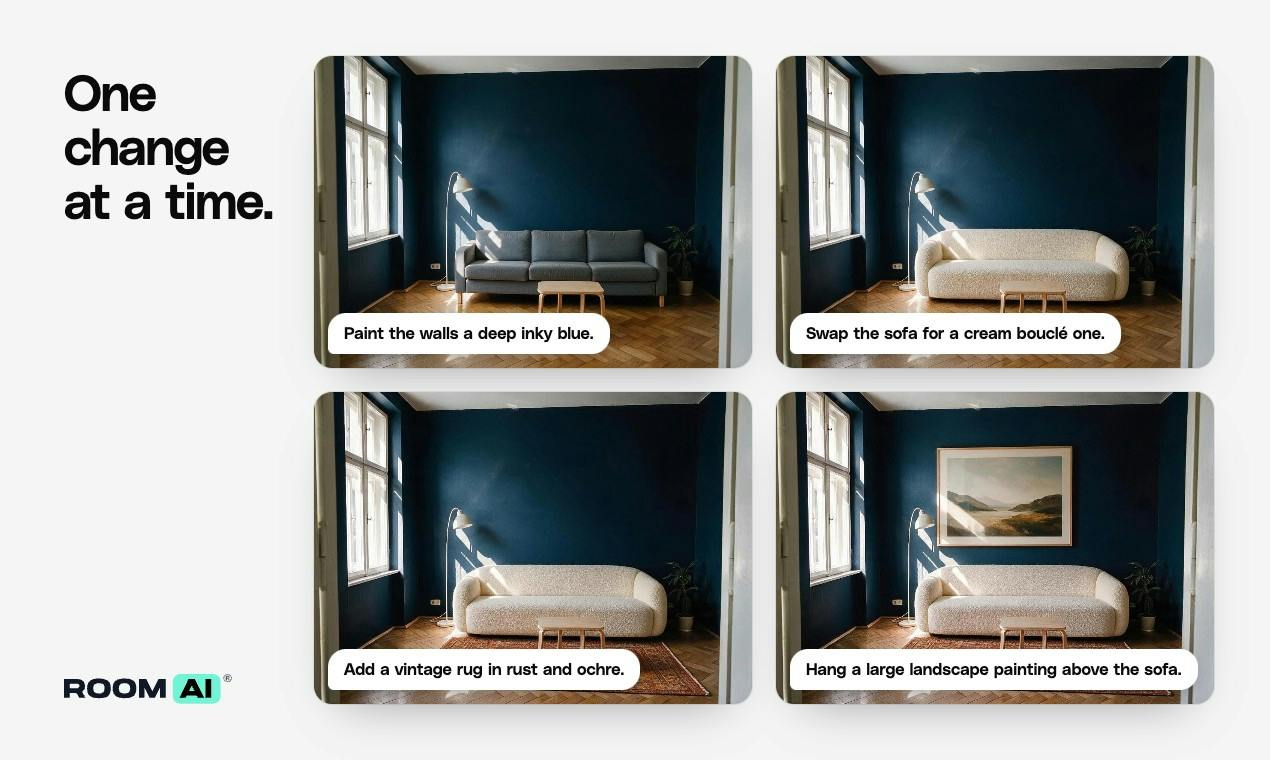 One
change
at a time.
Paint the walls a deep inky blue.
Swap the sofa for a cream bouclé one.
Add a vintage rug in rust and ochre.
Hang a large landscape painting above the sofa.
ROOM AI®